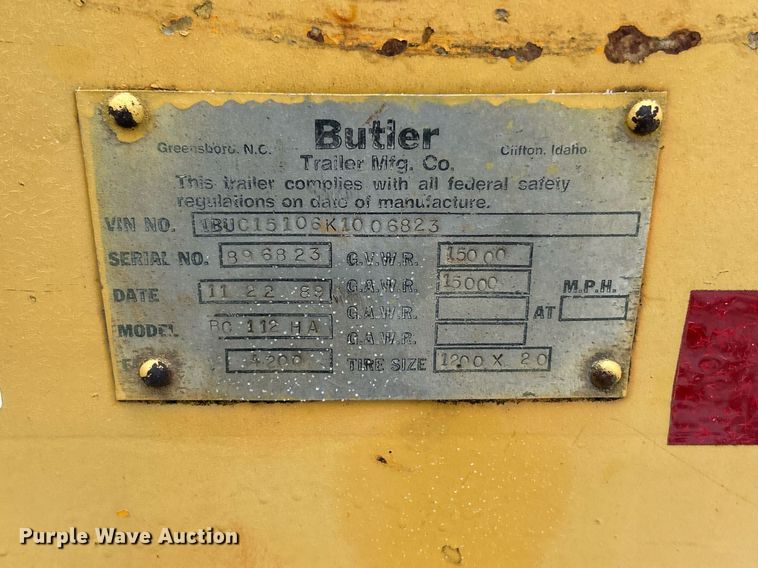 Butler
Greensboro, N.C. Clifton, Idaho
Trailer Mfg. Co.
This trailer complies with all federal safety
regulations on date of manufacture.
VIN NO. 1BUC15106K1006823
SERIAL NO. 896823 G.V.W.R. 15000
DATE 11 22 89 G.A.W.R. 15000 M.P.H.
G.A.W.R. AT
MODEL BC 112 HA G.A.W.R.
4200 TIRE SIZE 1200 X 20
Purple Wave Auction